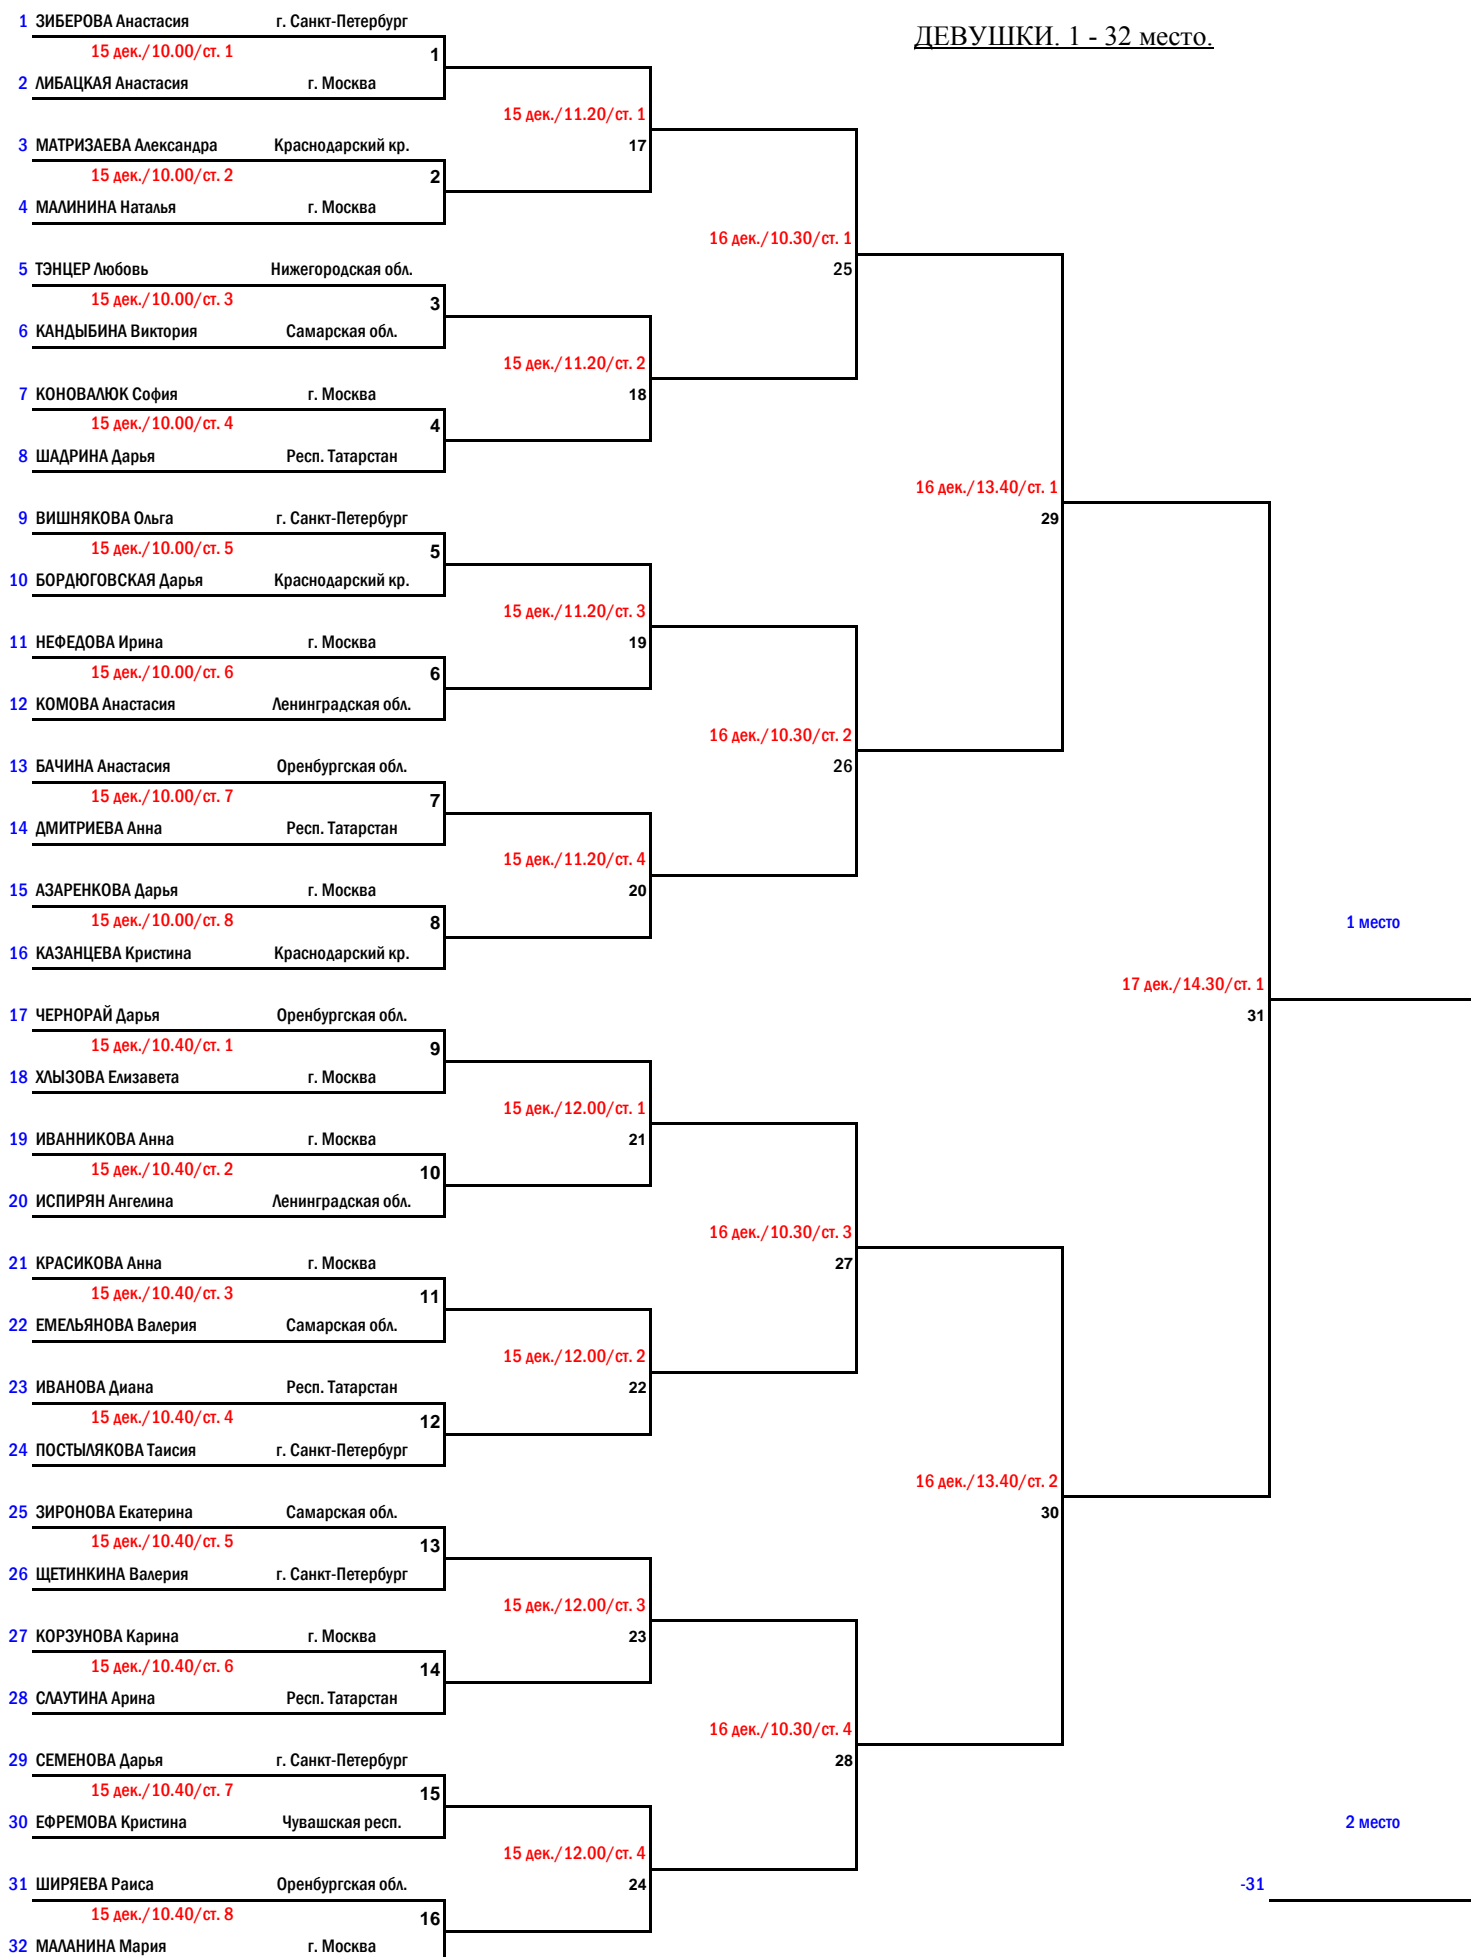 1 ЗИБЕРОВА Анастасия г. Санкт-Петербург
ДЕВУШКИ. 1 - 32 место.
15 дек./10.00/ст. 1 1
2 ЛИБАЦКАЯ Анастасия г. Москва
15 дек./11.20/ст. 1
3 МАТРИЗАЕВА Александра Краснодарский кр. 17
15 дек./10.00/ст. 2 2
4 МАЛИНИНА Наталья г. Москва
16 дек./10.30/ст. 1
5 ТЭНЦЕР Любовь Нижегородская обл. 25
15 дек./10.00/ст. 3 3
6 КАНДЫБИНА Виктория Самарская обл.
15 дек./11.20/ст. 2
7 КОНОВАЛЮК София г. Москва 18
15 дек./10.00/ст. 4 4
8 ШАДРИНА Дарья Респ. Татарстан
16 дек./13.40/ст. 1
9 ВИШНЯКОВА Ольга г. Санкт-Петербург 29
15 дек./10.00/ст. 5 5
10 БОРДЮГОВСКАЯ Дарья Краснодарский кр.
15 дек./11.20/ст. 3
11 НЕФЕДОВА Ирина г. Москва 19
15 дек./10.00/ст. 6 6
12 КОМОВА Анастасия Ленинградская обл.
16 дек./10.30/ст. 2
13 БАЧИНА Анастасия Оренбургская обл. 26
15 дек./10.00/ст. 7 7
14 ДМИТРИЕВА Анна Респ. Татарстан
15 дек./11.20/ст. 4
15 АЗАРЕНКОВА Дарья г. Москва 20
15 дек./10.00/ст. 8 8 1 место
16 КАЗАНЦЕВА Кристина Краснодарский кр.
17 дек./14.30/ст. 1
17 ЧЕРНОРАЙ Дарья Оренбургская обл. 31
15 дек./10.40/ст. 1 9
18 ХЛЫЗОВА Елизавета г. Москва
15 дек./12.00/ст. 1
19 ИВАННИКОВА Анна г. Москва 21
15 дек./10.40/ст. 2 10
20 ИСПИРЯН Ангелина Ленинградская обл.
16 дек./10.30/ст. 3
21 КРАСИКОВА Анна г. Москва 27
15 дек./10.40/ст. 3 11
22 ЕМЕЛЬЯНОВА Валерия Самарская обл.
15 дек./12.00/ст. 2
23 ИВАНОВА Диана Респ. Татарстан 22
15 дек./10.40/ст. 4 12
24 ПОСТЫЛЯКОВА Таисия г. Санкт-Петербург
16 дек./13.40/ст. 2
25 ЗИРОНОВА Екатерина Самарская обл. 30
15 дек./10.40/ст. 5 13
26 ЩЕТИНКИНА Валерия г. Санкт-Петербург
15 дек./12.00/ст. 3
27 КОРЗУНОВА Карина г. Москва 23
15 дек./10.40/ст. 6 14
28 СЛАУТИНА Арина Респ. Татарстан
16 дек./10.30/ст. 4
29 СЕМЕНОВА Дарья г. Санкт-Петербург 28
15 дек./10.40/ст. 7 15
30 ЕФРЕМОВА Кристина Чувашская респ. 2 место
15 дек./12.00/ст. 4
31 ШИРЯЕВА Раиса Оренбургская обл. 24 -31
15 дек./10.40/ст. 8 16
32 МАЛАНИНА Мария г. Москва